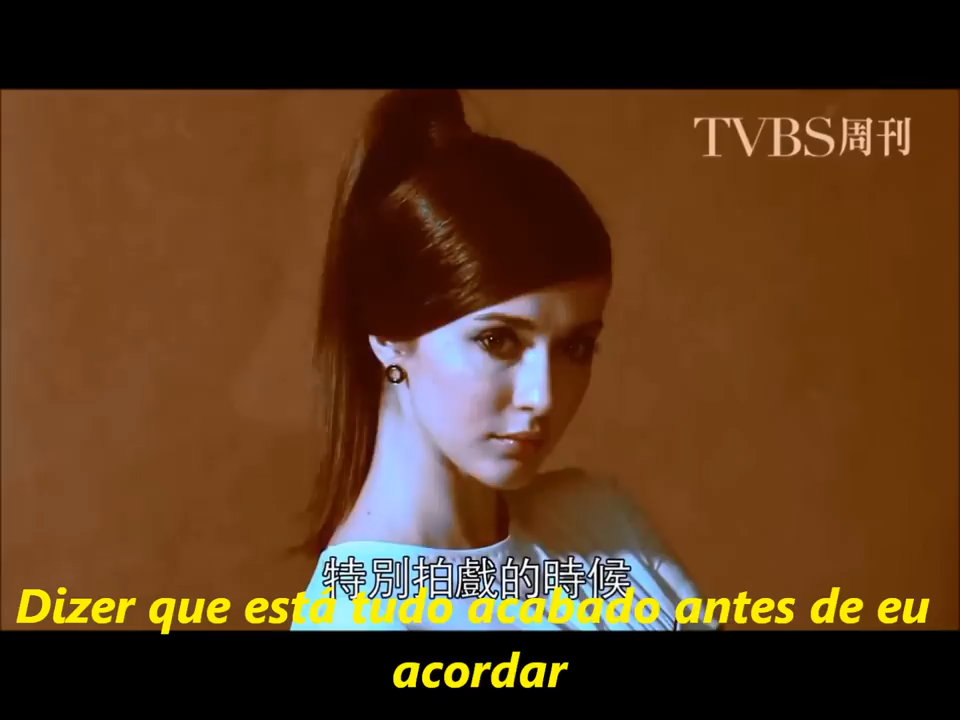 TVBS周刊
特別拍戲的時候
Dizer que está tudo acabado antes de eu
acordar